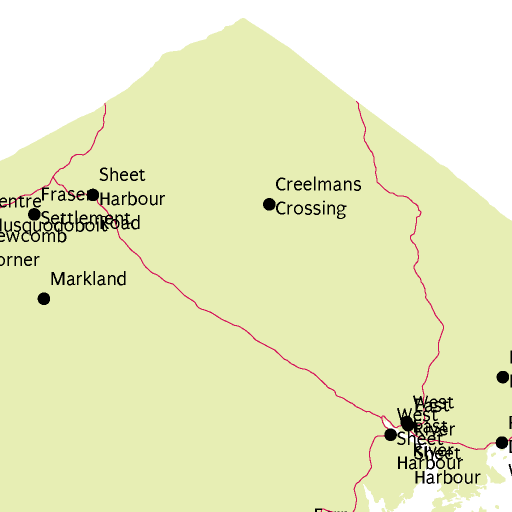 Sheet
Harbour
Road
Creelmans
Crossing
entre
Musquodoboit
Fraser
Settlement
ewcomb
orner
Markland
West
Sheet
Harbour
West
East
River
Sheet
Harbour
East
River